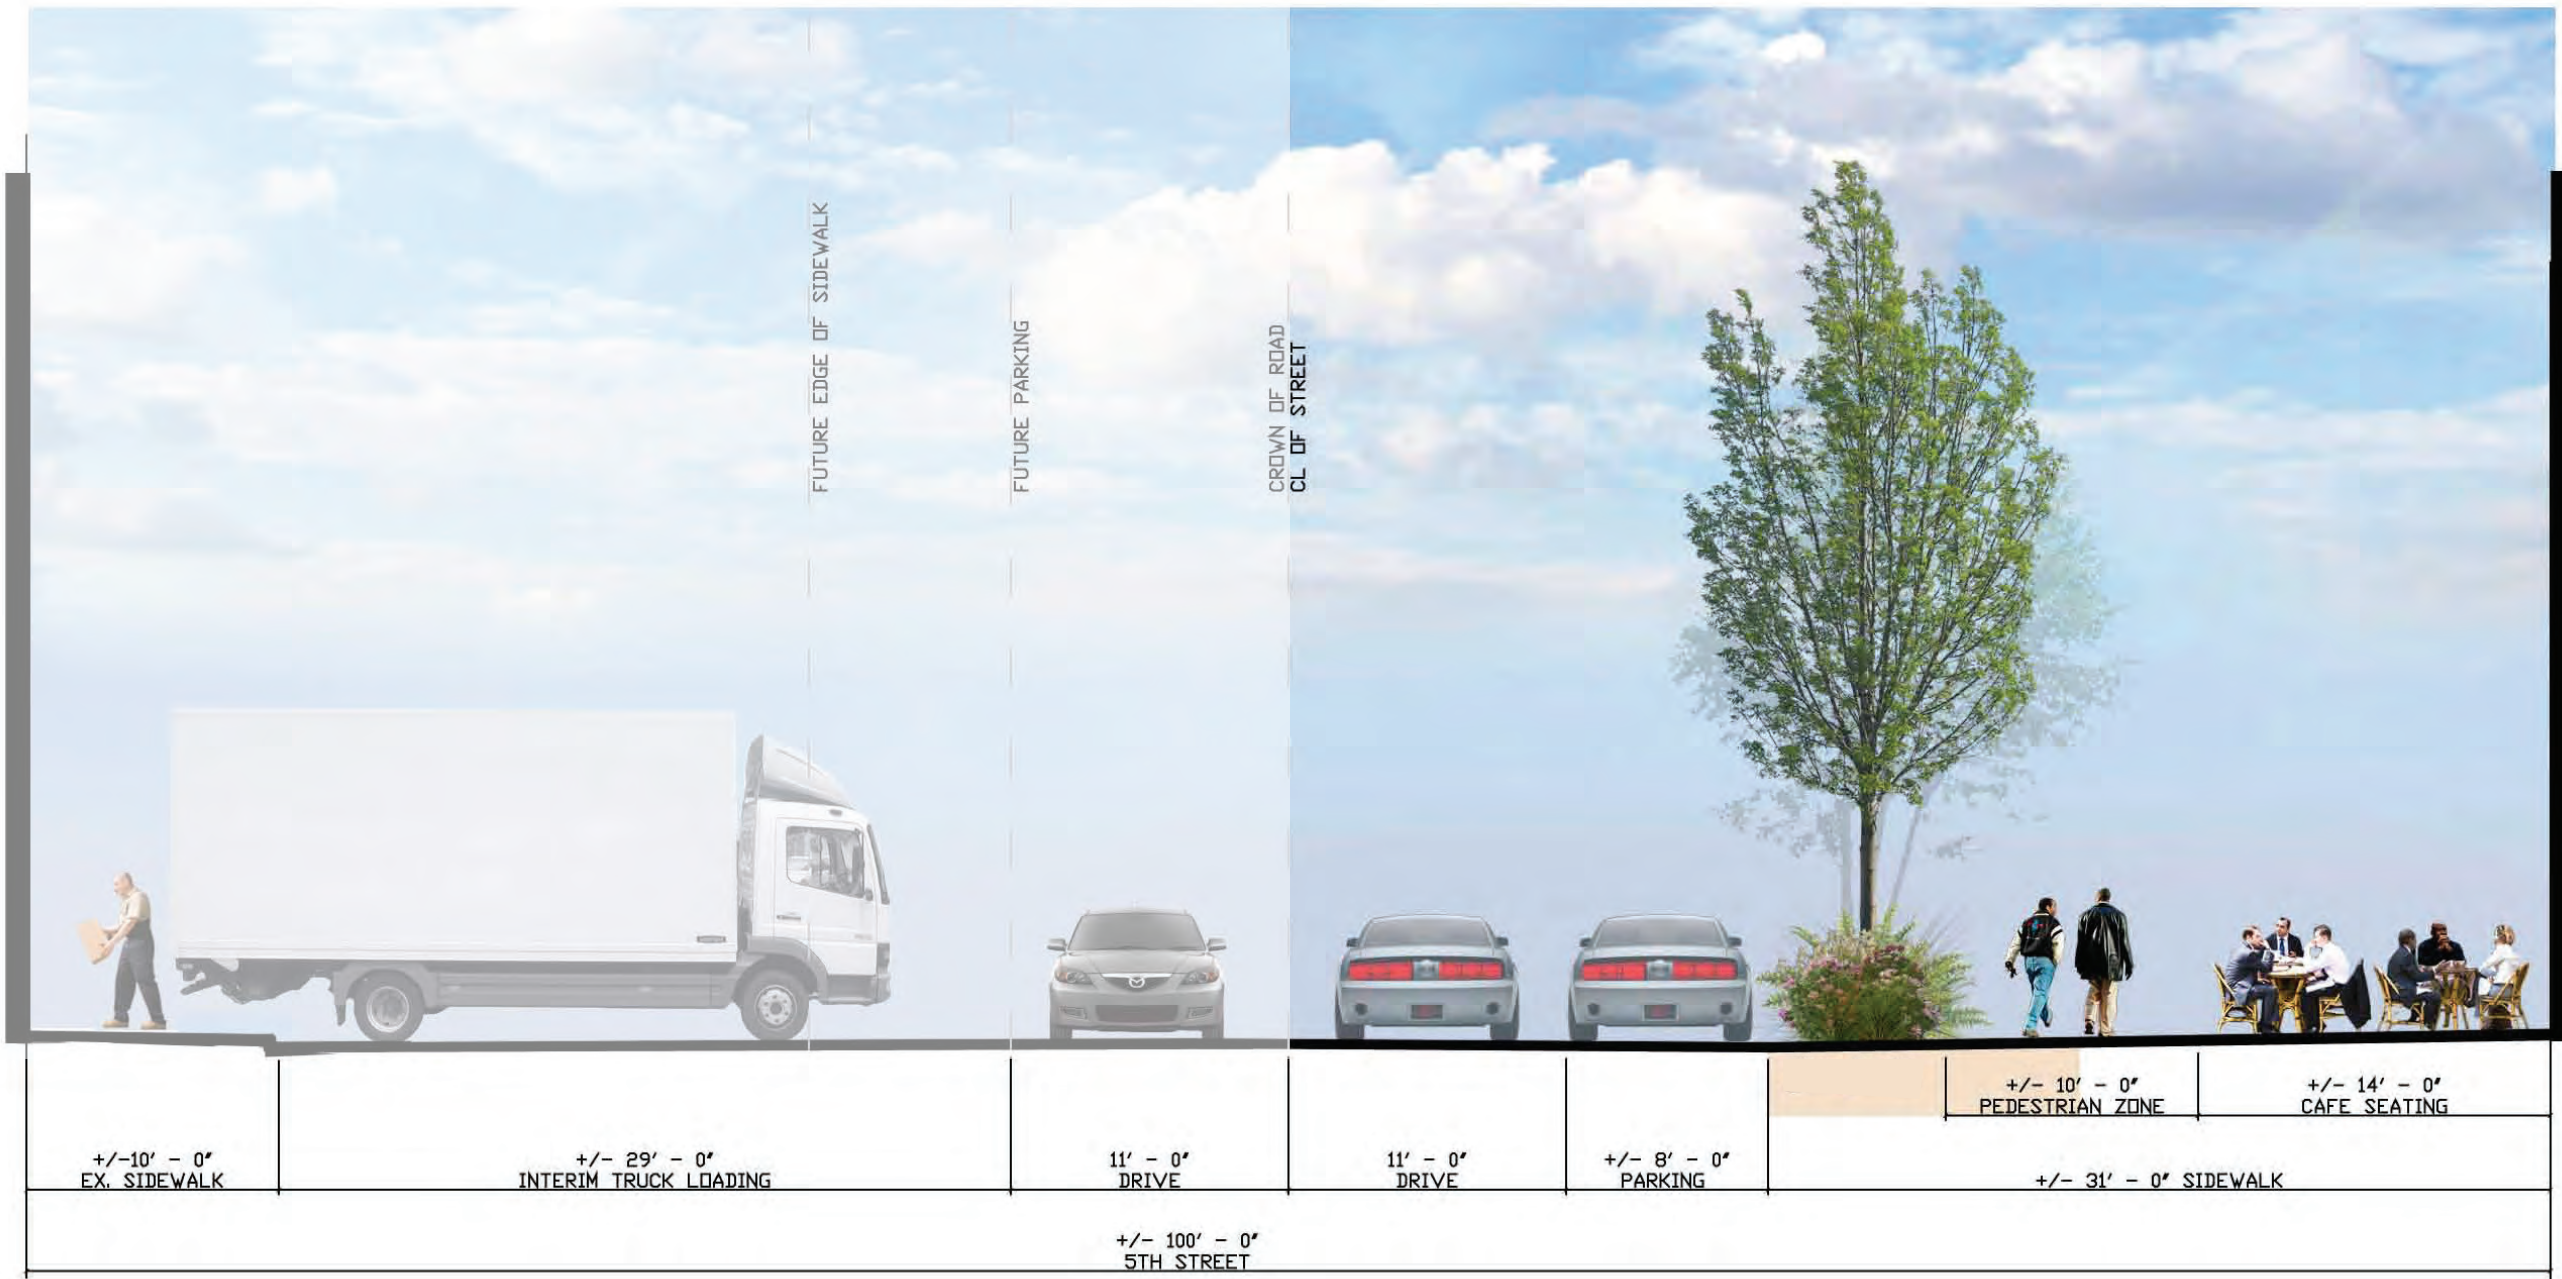 FUTURE EDGE OF SIDEWALK
FUTURE PARKING
CROWN OF ROAD
CL OF STREET
+/- 10' - 0"
PEDESTRIAN ZONE
+/- 14' - 0"
CAFE SEATING
+/-10' - 0"
EX. SIDEWALK
+/- 29' - 0"
INTERIM TRUCK LOADING
11' - 0"
DRIVE
11' - 0"
DRIVE
+/- 8' - 0"
PARKING
+/- 31' - 0" SIDEWALK
+/- 100' - 0"
5TH STREET